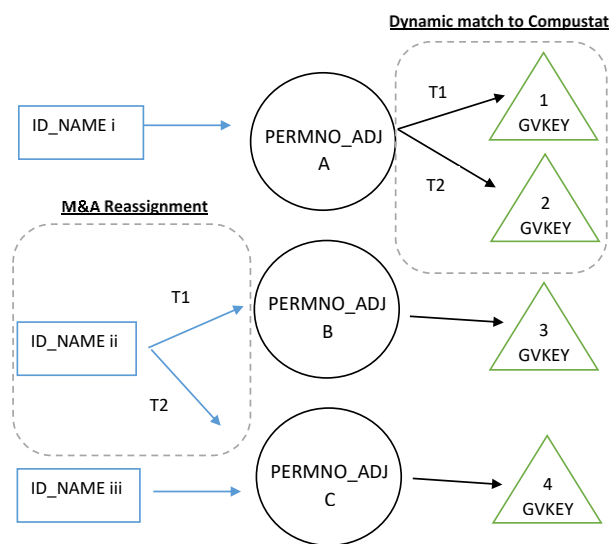 Dynamic match to Compustat
T1
1
GVKEY
ID_NAME i
PERMNO_ADJ
A
T2
2
GVKEY
M&A Reassignment
T1
PERMNO_ADJ
B
3
GVKEY
ID_NAME ii
T2
ID_NAME iii
PERMNO_ADJ
C
4
GVKEY